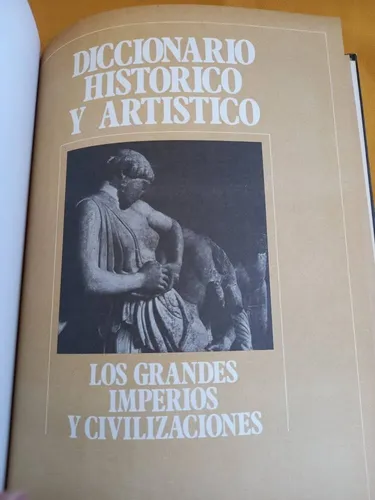 DICCIONARIO
HISTORICO
Y ARTISTICO
LOS GRANDES
IMPERIOS
Y CIVILIZACIONES